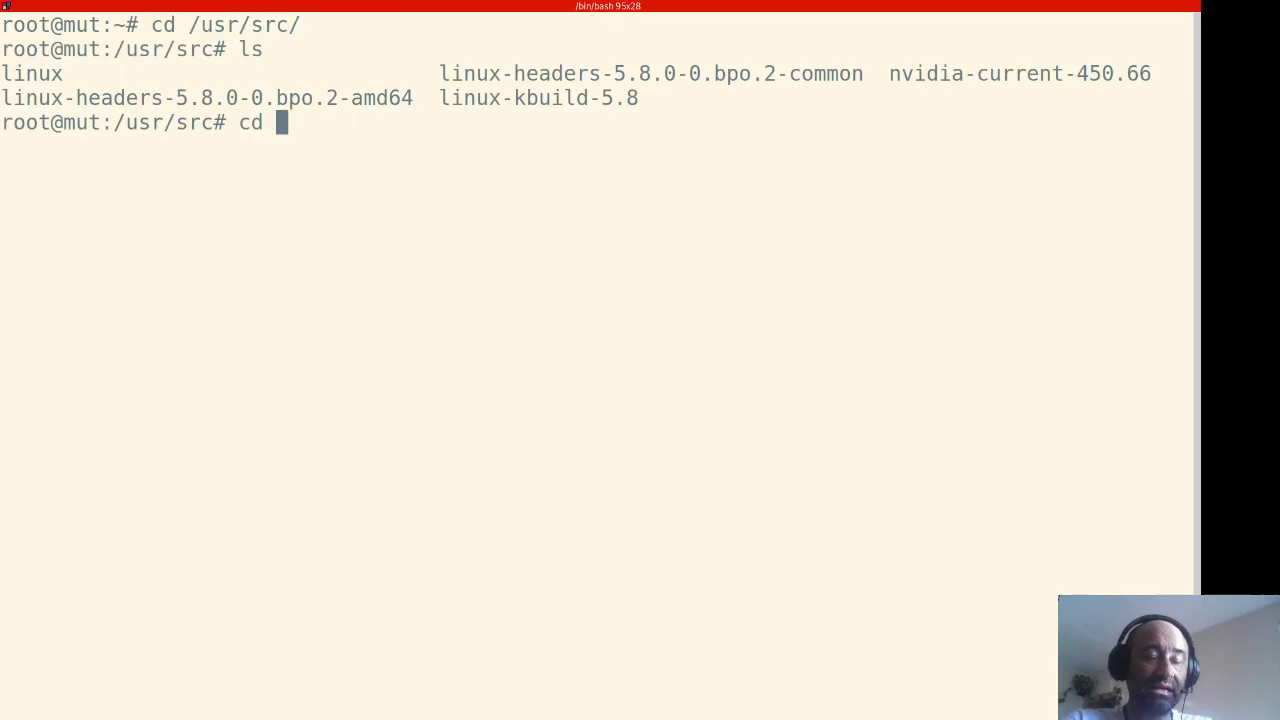 /bin/bash 95x28
root@mut:~# cd /usr/src/
root@mut:/usr/src# ls
linux                              linux-headers-5.8.0-0.bpo.2-common  nvidia-current-450.66
linux-headers-5.8.0-0.bpo.2-amd64  linux-kbuild-5.8
root@mut:/usr/src# cd